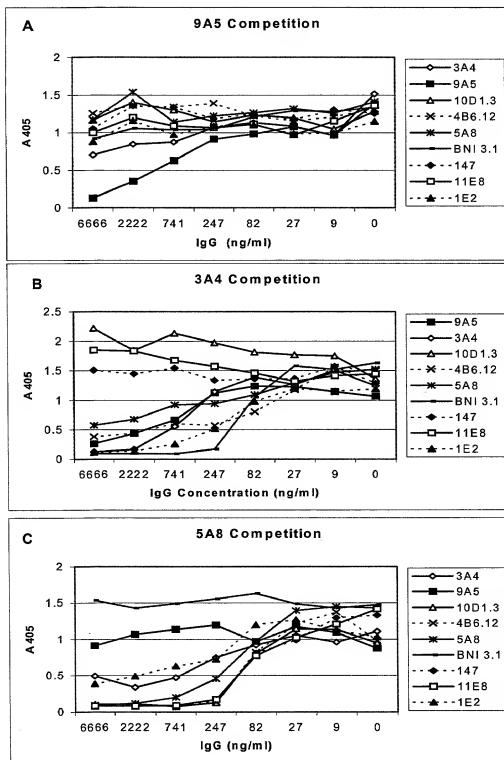 A
9A5 Competition
2
1.5
1
0.5
0
A 405
6666 2222 741 247 82 27 9 0
IgG (ng/ml)
3A4
9A5
10D1.3
4B6.12
5A8
BNI 3.1
147
11E8
1E2
B
3A4 Competition
2.5
2
1.5
1
0.5
0
A 405
6666 2222 741 247 82 27 9 0
IgG Concentration (ng/ml)
9A5
3A4
10D1.3
4B6.12
5A8
BNI 3.1
147
11E8
1E2
C
5A8 Competition
2
1.5
1
0.5
0
A 405
6666 2222 741 247 82 27 9 0
IgG (ng/ml)
3A4
9A5
10D1.3
4B6.12
5A8
BNI 3.1
147
11E8
1E2